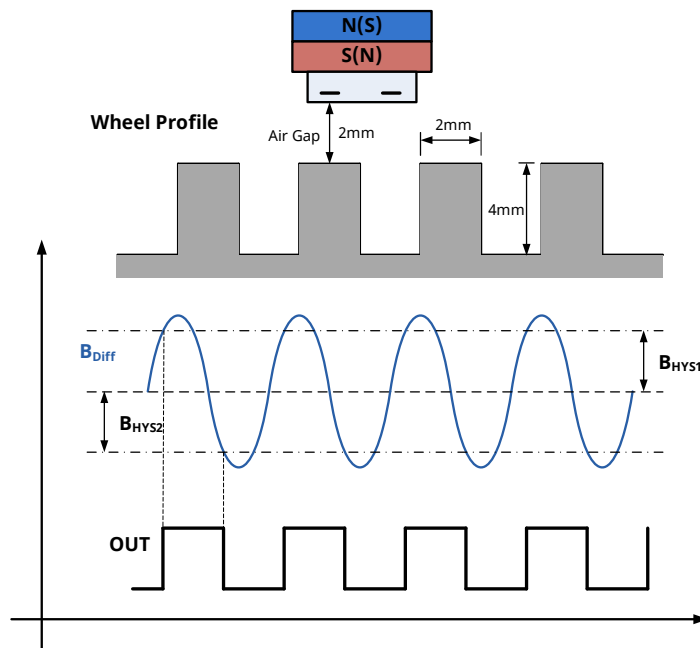 N(S)
S(N)
Wheel Profile
Air Gap
2mm
2mm
4mm
BDiff
BHYS1
BHYS2
OUT